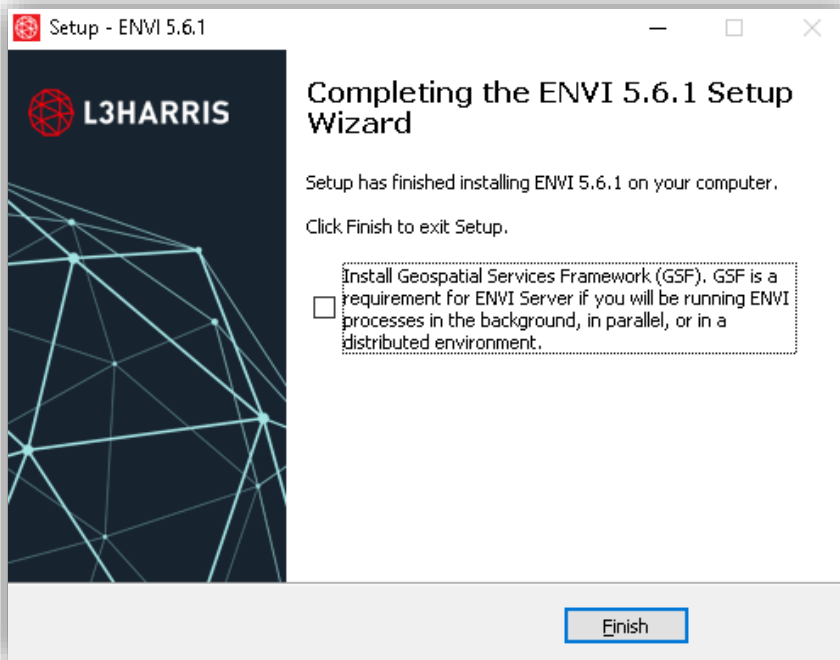 Setup - ENVI 5.6.1
L3HARRIS
Completing the ENVI 5.6.1 Setup
Wizard
Setup has finished installing ENVI 5.6.1 on your computer.
Click Finish to exit Setup.
Install Geospatial Services Framework (GSF). GSF is a
requirement for ENVI Server if you will be running ENVI
processes in the background, in parallel, or in a
distributed environment.
Finish